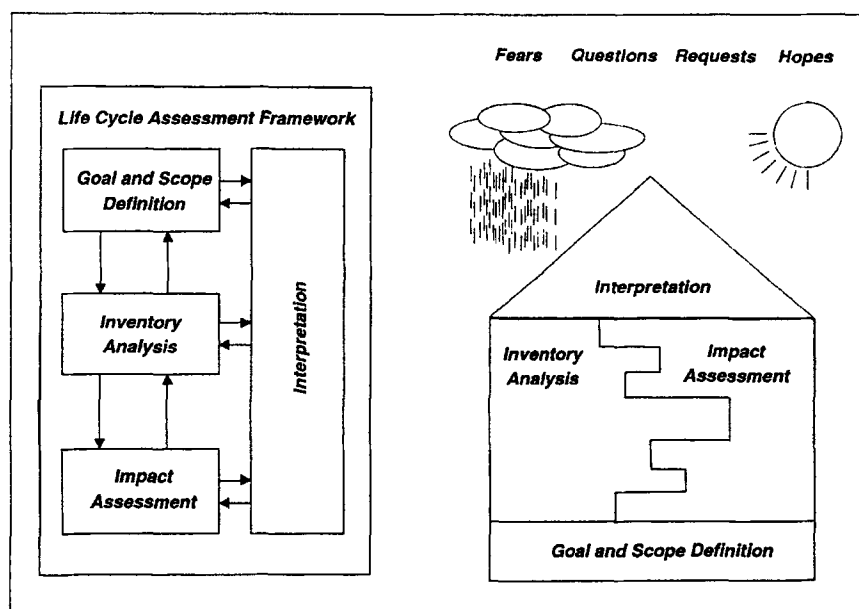 Fears Questions Requests Hopes
Life Cycle Assessment Framework
Goal and Scope
Definition
Inventory
Analysis
Impact
Assessment
Interpretation
Interpretation
Inventory
Analysis
Impact
Assessment
Goal and Scope Definition